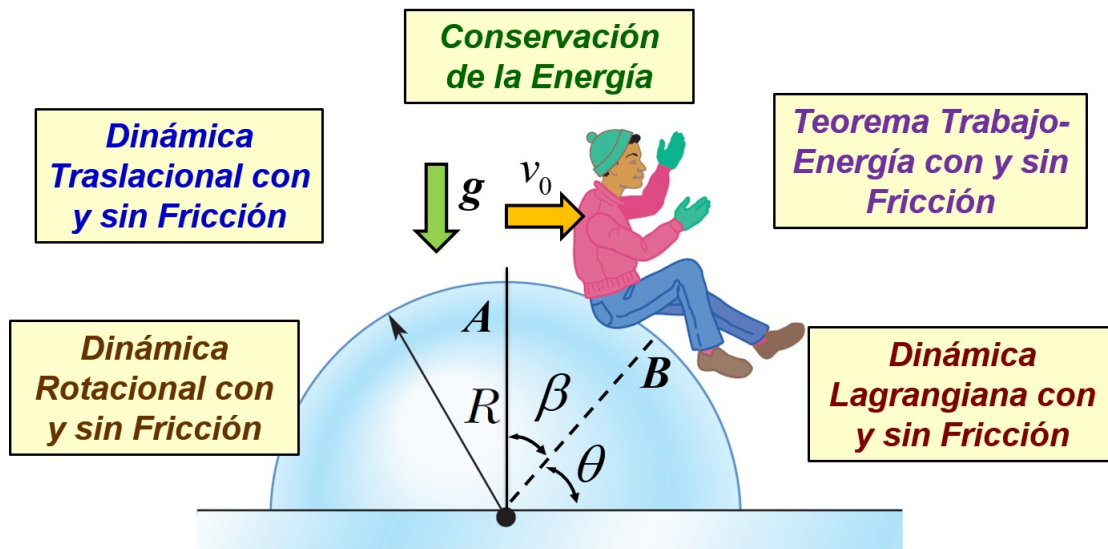 Conservación
de la Energía
Dinámica
Traslacional con
y sin Fricción
Teorema Trabajo-
Energía con y sin
Fricción
g
v₀
A
Dinámica
Rotacional con
y sin Fricción
R
β
B
θ
Dinámica
Lagrangiana con
y sin Fricción